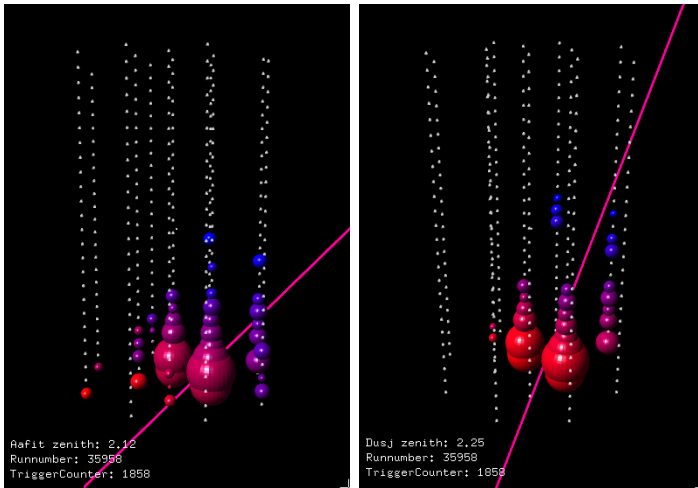 Aafit zenith: 2.12
Runnumber: 35958
TriggerCounter: 1858
Dusj zenith: 2.25
Runnumber: 35958
TriggerCounter: 1858